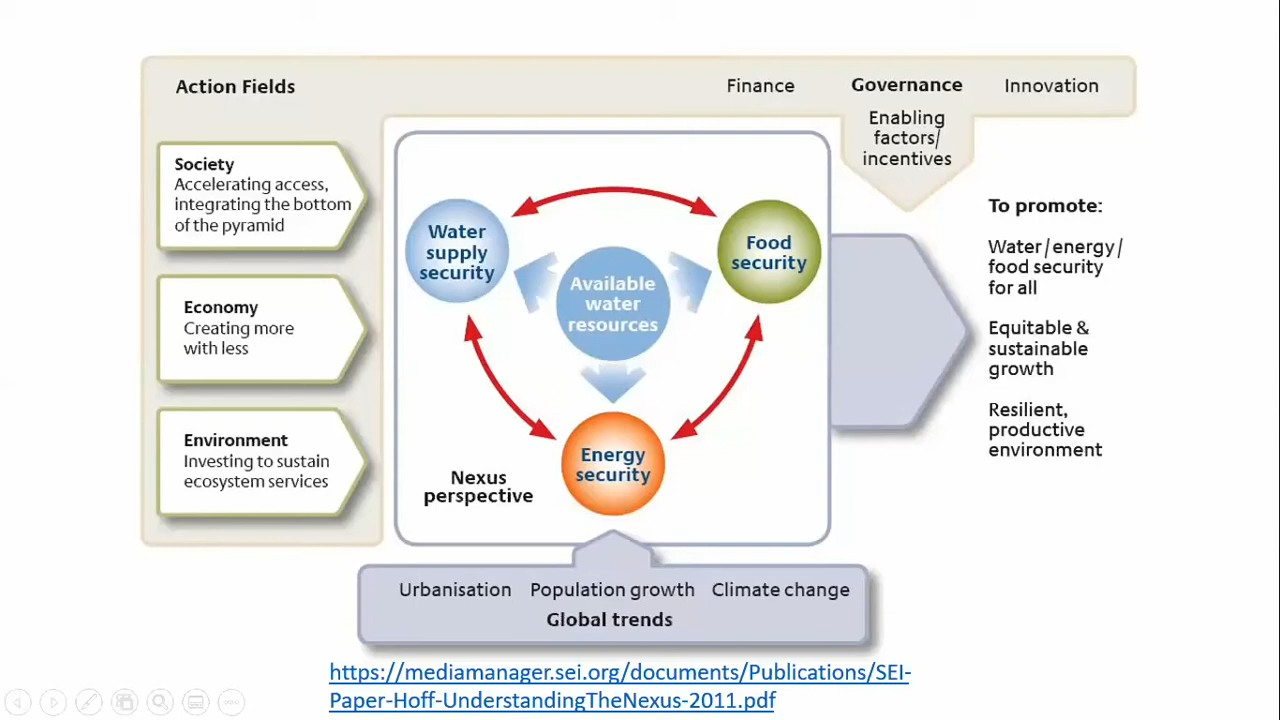 Action Fields
Finance
Governance
Innovation
Enabling
factors/
incentives
Society
Accelerating access,
integrating the bottom
of the pyramid
Economy
Creating more
with less
Environment
Investing to sustain
ecosystem services
Water
supply
security
Food
security
Available
water
resources
Energy
security
Nexus
perspective
To promote:
Water/energy/
food security
for all
Equitable &
sustainable
growth
Resilient,
productive
environment
Urbanisation
Population growth
Climate change
Global trends
https://mediamanager.sei.org/documents/Publications/SEI-
Paper-Hoff-UnderstandingTheNexus-2011.pdf